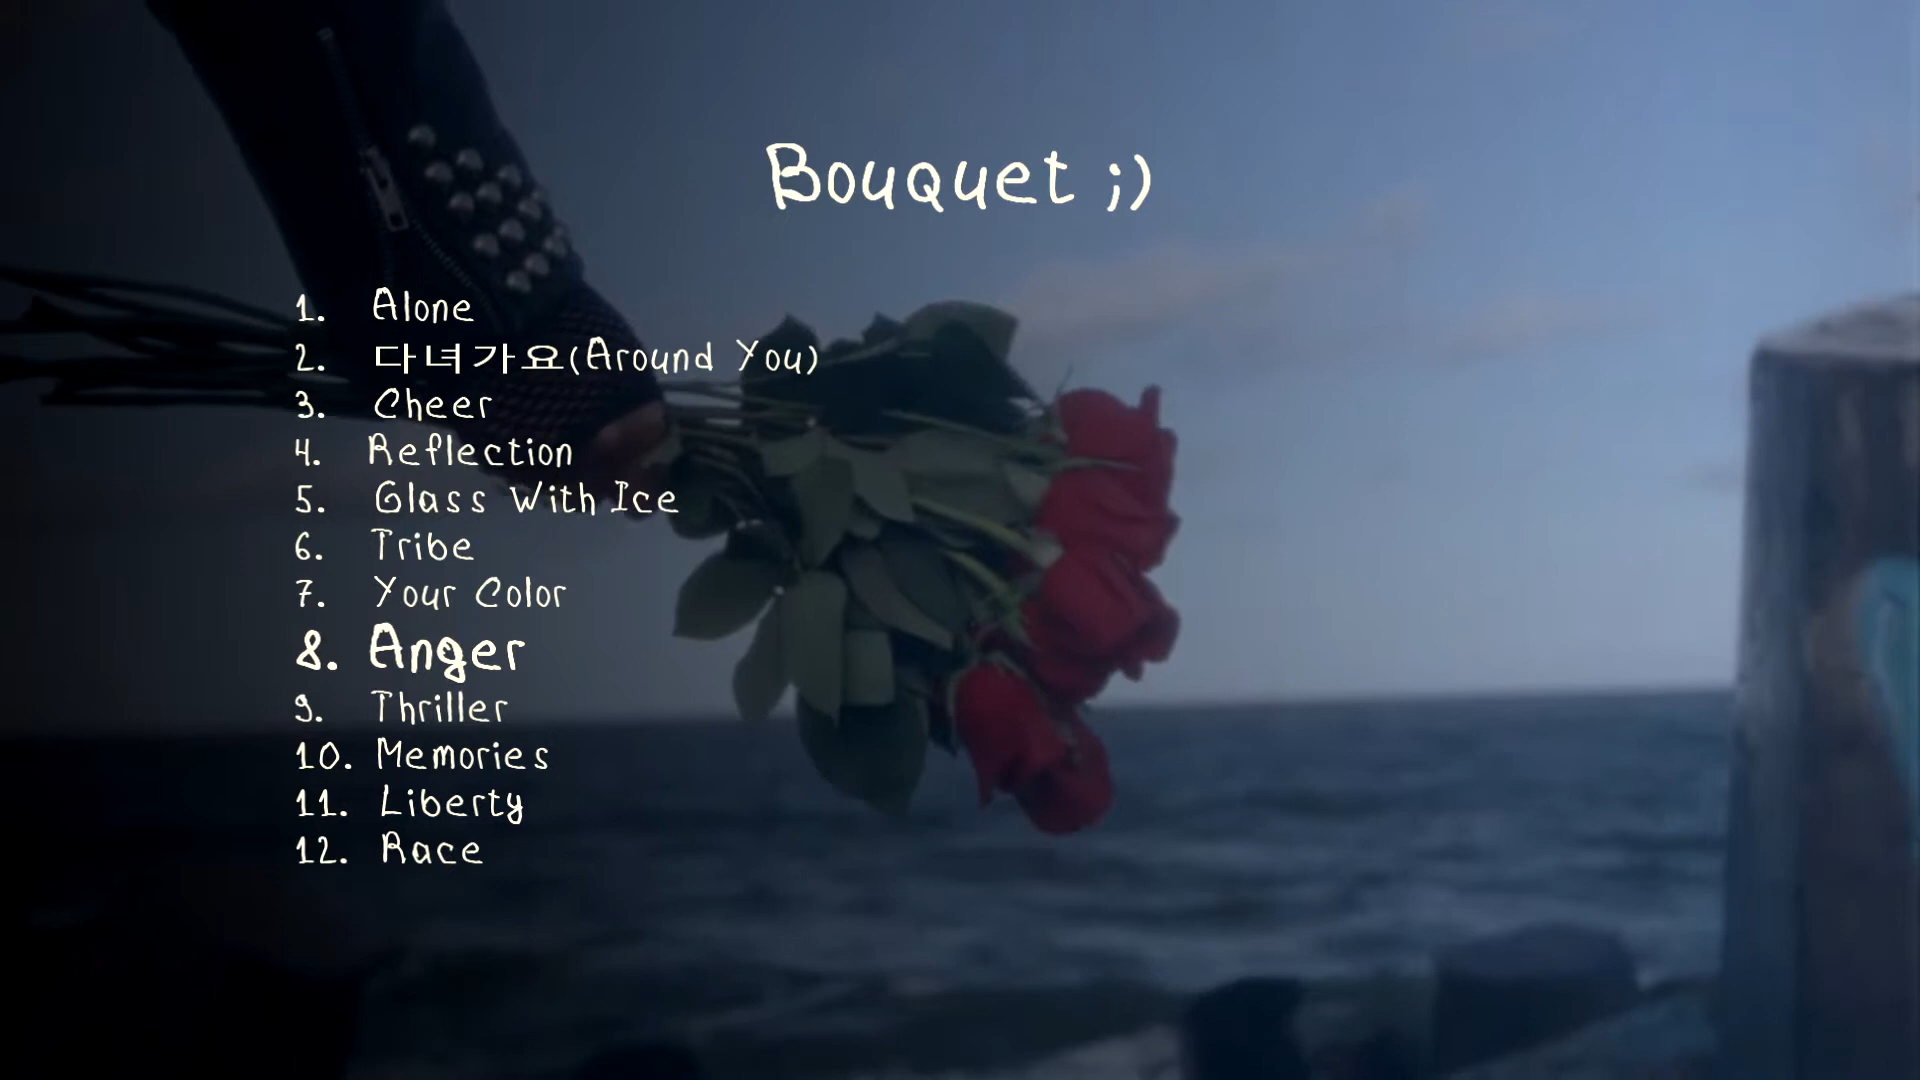 Bouquet ;)
1. Alone
2. 다녀가요(Around You)
3. Cheer
4. Reflection
5. Glass With Ice
6. Tribe
7. Your Color
8. Anger
9. Thriller
10. Memories
11. Liberty
12. Race